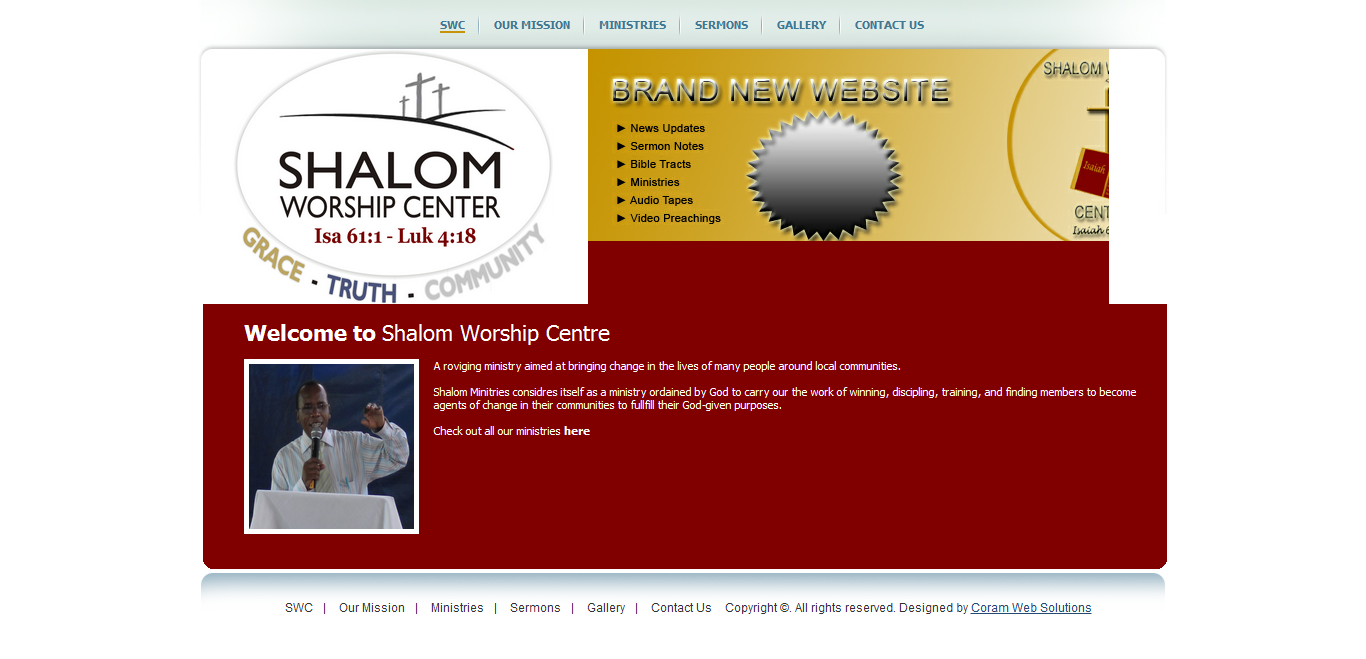 SWC OUR MISSION MINISTRIES SERMONS GALLERY CONTACT US
SHALOM
WORSHIP CENTER
Isa 61:1 - Luk 4:18
GRACE - TRUTH - COMMUNITY
BRAND NEW WEBSITE
► News Updates
► Sermon Notes
► Bible Tracts
► Ministries
► Audio Tapes
► Video Preachings
SHALOM
Isaiah
CENT
Isaiah 6
Welcome to Shalom Worship Centre
A roviging ministry aimed at bringing change in the lives of many people around local communities.
Shalom Minitries considres itself as a ministry ordained by God to carry our the work of winning, discipling, training, and finding members to become
agents of change in their communities to fullfill their God-given purposes.
Check out all our ministries here
SWC | Our Mission | Ministries | Sermons | Gallery | Contact Us Copyright ©. All rights reserved. Designed by Coram Web Solutions